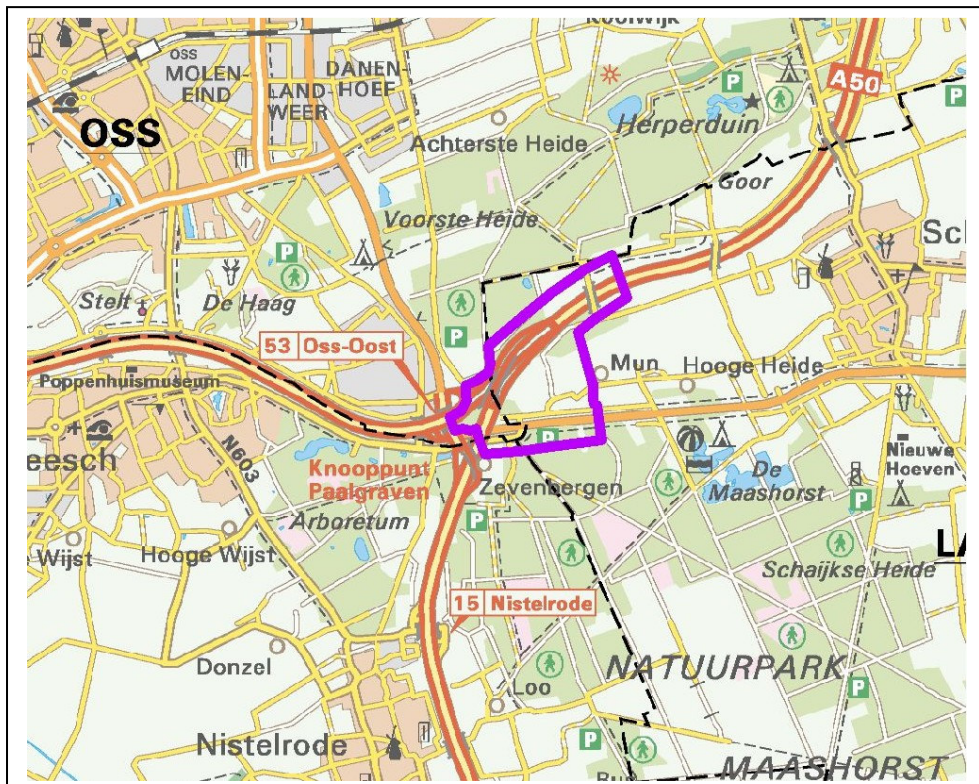 Koolwijk
oss
MOLEN-
EIND
DANEN-
HOEF
LAND-
WEER
OSS
A50
P
Herperduin
Achterste Heide
Goor
Voorste Heide
Sch
P
Stelt
De Haag
53 Oss-Oost
P
Mun
Hooge Heide
Poppenhuismuseum
N603
eesch
Knooppunt
Paalgraven
P
Zevenbergen
De
Maashorst
Nieuwe
Hoeven
Arboretum
P
P
Wijst
Hooge Wijst
LA
Schaijkse Heide
15 Nistelrode
Donzel
Loo
NATUURPARK
P
Nistelrode
P
P
MAASHORST